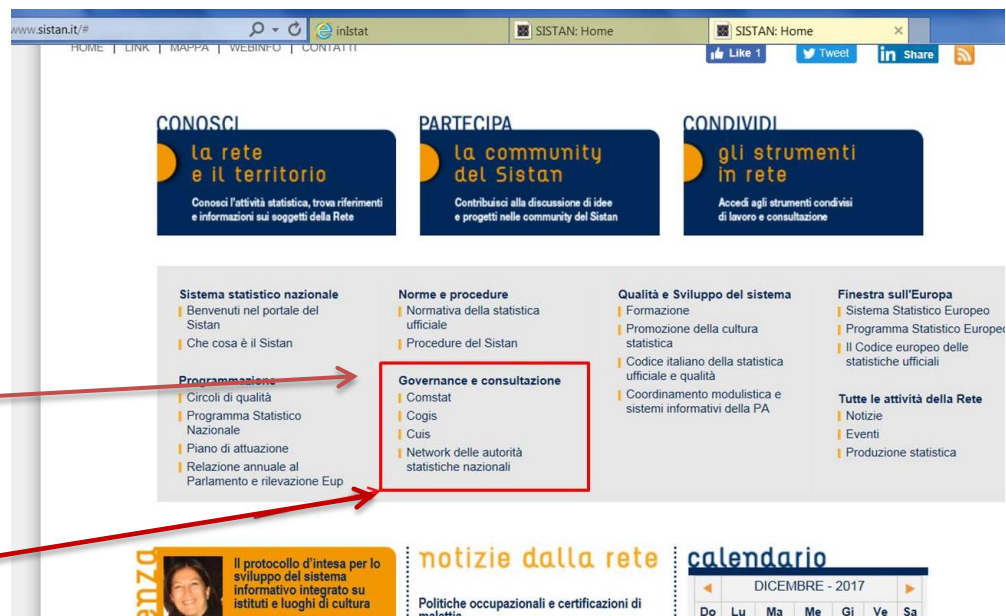 www.sistan.it/#
inIstat
SISTAN: Home
SISTAN: Home
HOME | LINK | MAPPA | WEBINFO | CONTATTI
Like 1
Tweet
in Share
CONOSCI
la rete
e il territorio
Conosci l'attività statistica, trova riferimenti
e informazioni sui soggetti della Rete
PARTECIPA
la community
del Sistan
Contribuisci alla discussione di idee
e progetti nelle community del Sistan
CONDIVIDI
gli strumenti
in rete
Accedi agli strumenti condivisi
di lavoro e consultazione
Sistema statistico nazionale
Benvenuti nel portale del
Sistan
Che cosa è il Sistan
Programmazione
Circoli di qualità
Programma Statistico
Nazionale
Piano di attuazione
Relazione annuale al
Parlamento e rilevazione Eup
Norme e procedure
Normativa della statistica
ufficiale
Procedure del Sistan
Governance e consultazione
Comstat
Cogis
Cuis
Network delle autorità
statistiche nazionali
Qualità e Sviluppo del sistema
Formazione
Promozione della cultura
statistica
Codice italiano della statistica
ufficiale e qualità
Coordinamento modulistica e
sistemi informativi della PA
Finestra sull'Europa
Sistema Statistico Europeo
Programma Statistico Europeo
Il Codice europeo delle
statistiche ufficiali
Tutte le attività della Rete
Notizie
Eventi
Produzione statistica
enza
Il protocollo d'intesa per lo
sviluppo del sistema
informativo integrato su
istituti e luoghi di cultura
notizie dalla rete
Politiche occupazionali e certificazioni di
malattia
calendario
DICEMBRE - 2017
Do Lu Ma Me Gi Ve Sa